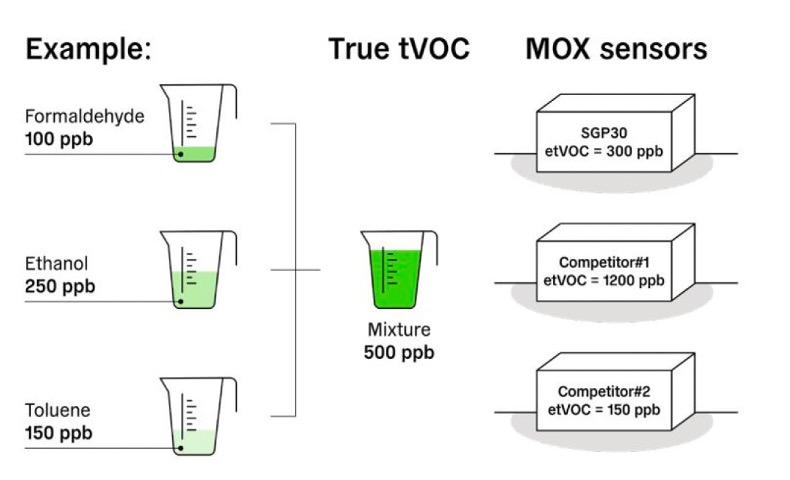 Example:
True tVOC
MOX sensors
Formaldehyde
100 ppb
Ethanol
250 ppb
Toluene
150 ppb
Mixture
500 ppb
SGP30
etVOC = 300 ppb
Competitor#1
etVOC = 1200 ppb
Competitor#2
etVOC = 150 ppb